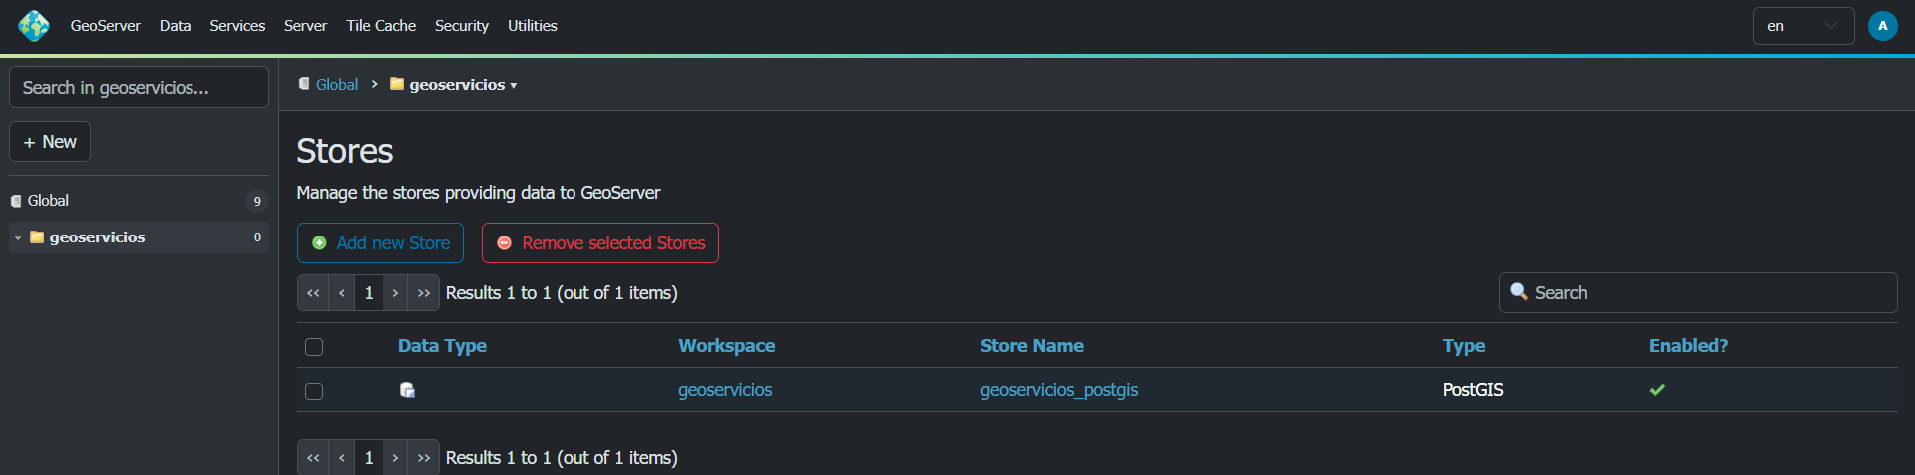 GeoServer Data Services Server Tile Cache Security Utilities en A
Search in geoservicios...
+ New
Global 9
geoservicios 0
Global > geoservicios ▾
Stores
Manage the stores providing data to GeoServer
Add new Store Remove selected Stores
<< < 1 > >> Results 1 to 1 (out of 1 items) Search
Data Type Workspace Store Name Type Enabled?
geoservicios geoservicios_postgis PostGIS
<< < 1 > >> Results 1 to 1 (out of 1 items)